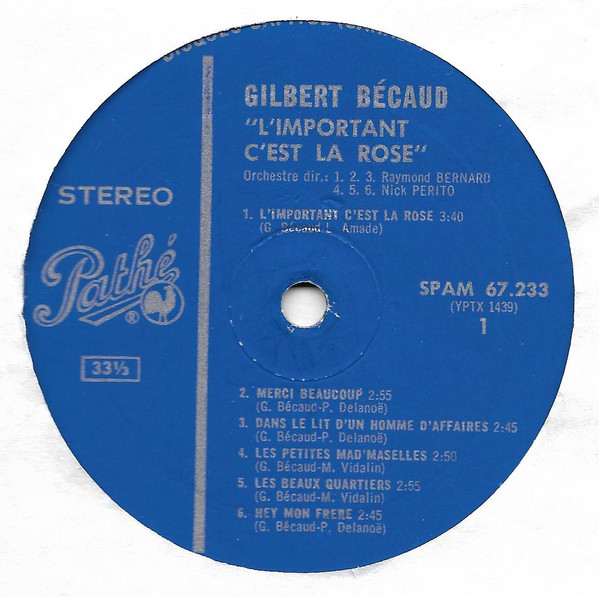 GILBERT BÉCAUD
"L'IMPORTANT
C'EST LA ROSE"
Orchestre dir.: 1. 2. 3. Raymond BERNARD
4. 5. 6. Nick PERITO
STEREO
1. L'IMPORTANT C'EST LA ROSE 3:40
(G. Bécaud L. Amade)
Pathé
®
SPAM 67.233
(YPTX 1439)
1
33⅓
2. MERCI BEAUCOUP 2:55
(G. Bécaud-P. Delanoë)
3. DANS LE LIT D'UN HOMME D'AFFAIRES 2:45
(G. Bécaud-P. Delanoë)
4. LES PETITES MAD'MASELLES 2:50
(G. Bécaud-M. Vidalin)
5. LES BEAUX QUARTIERS 2:55
(G. Bécaud-M. Vidalin)
6. HEY MON FRERE 2:45
(G. Bécaud-P. Delanoë)